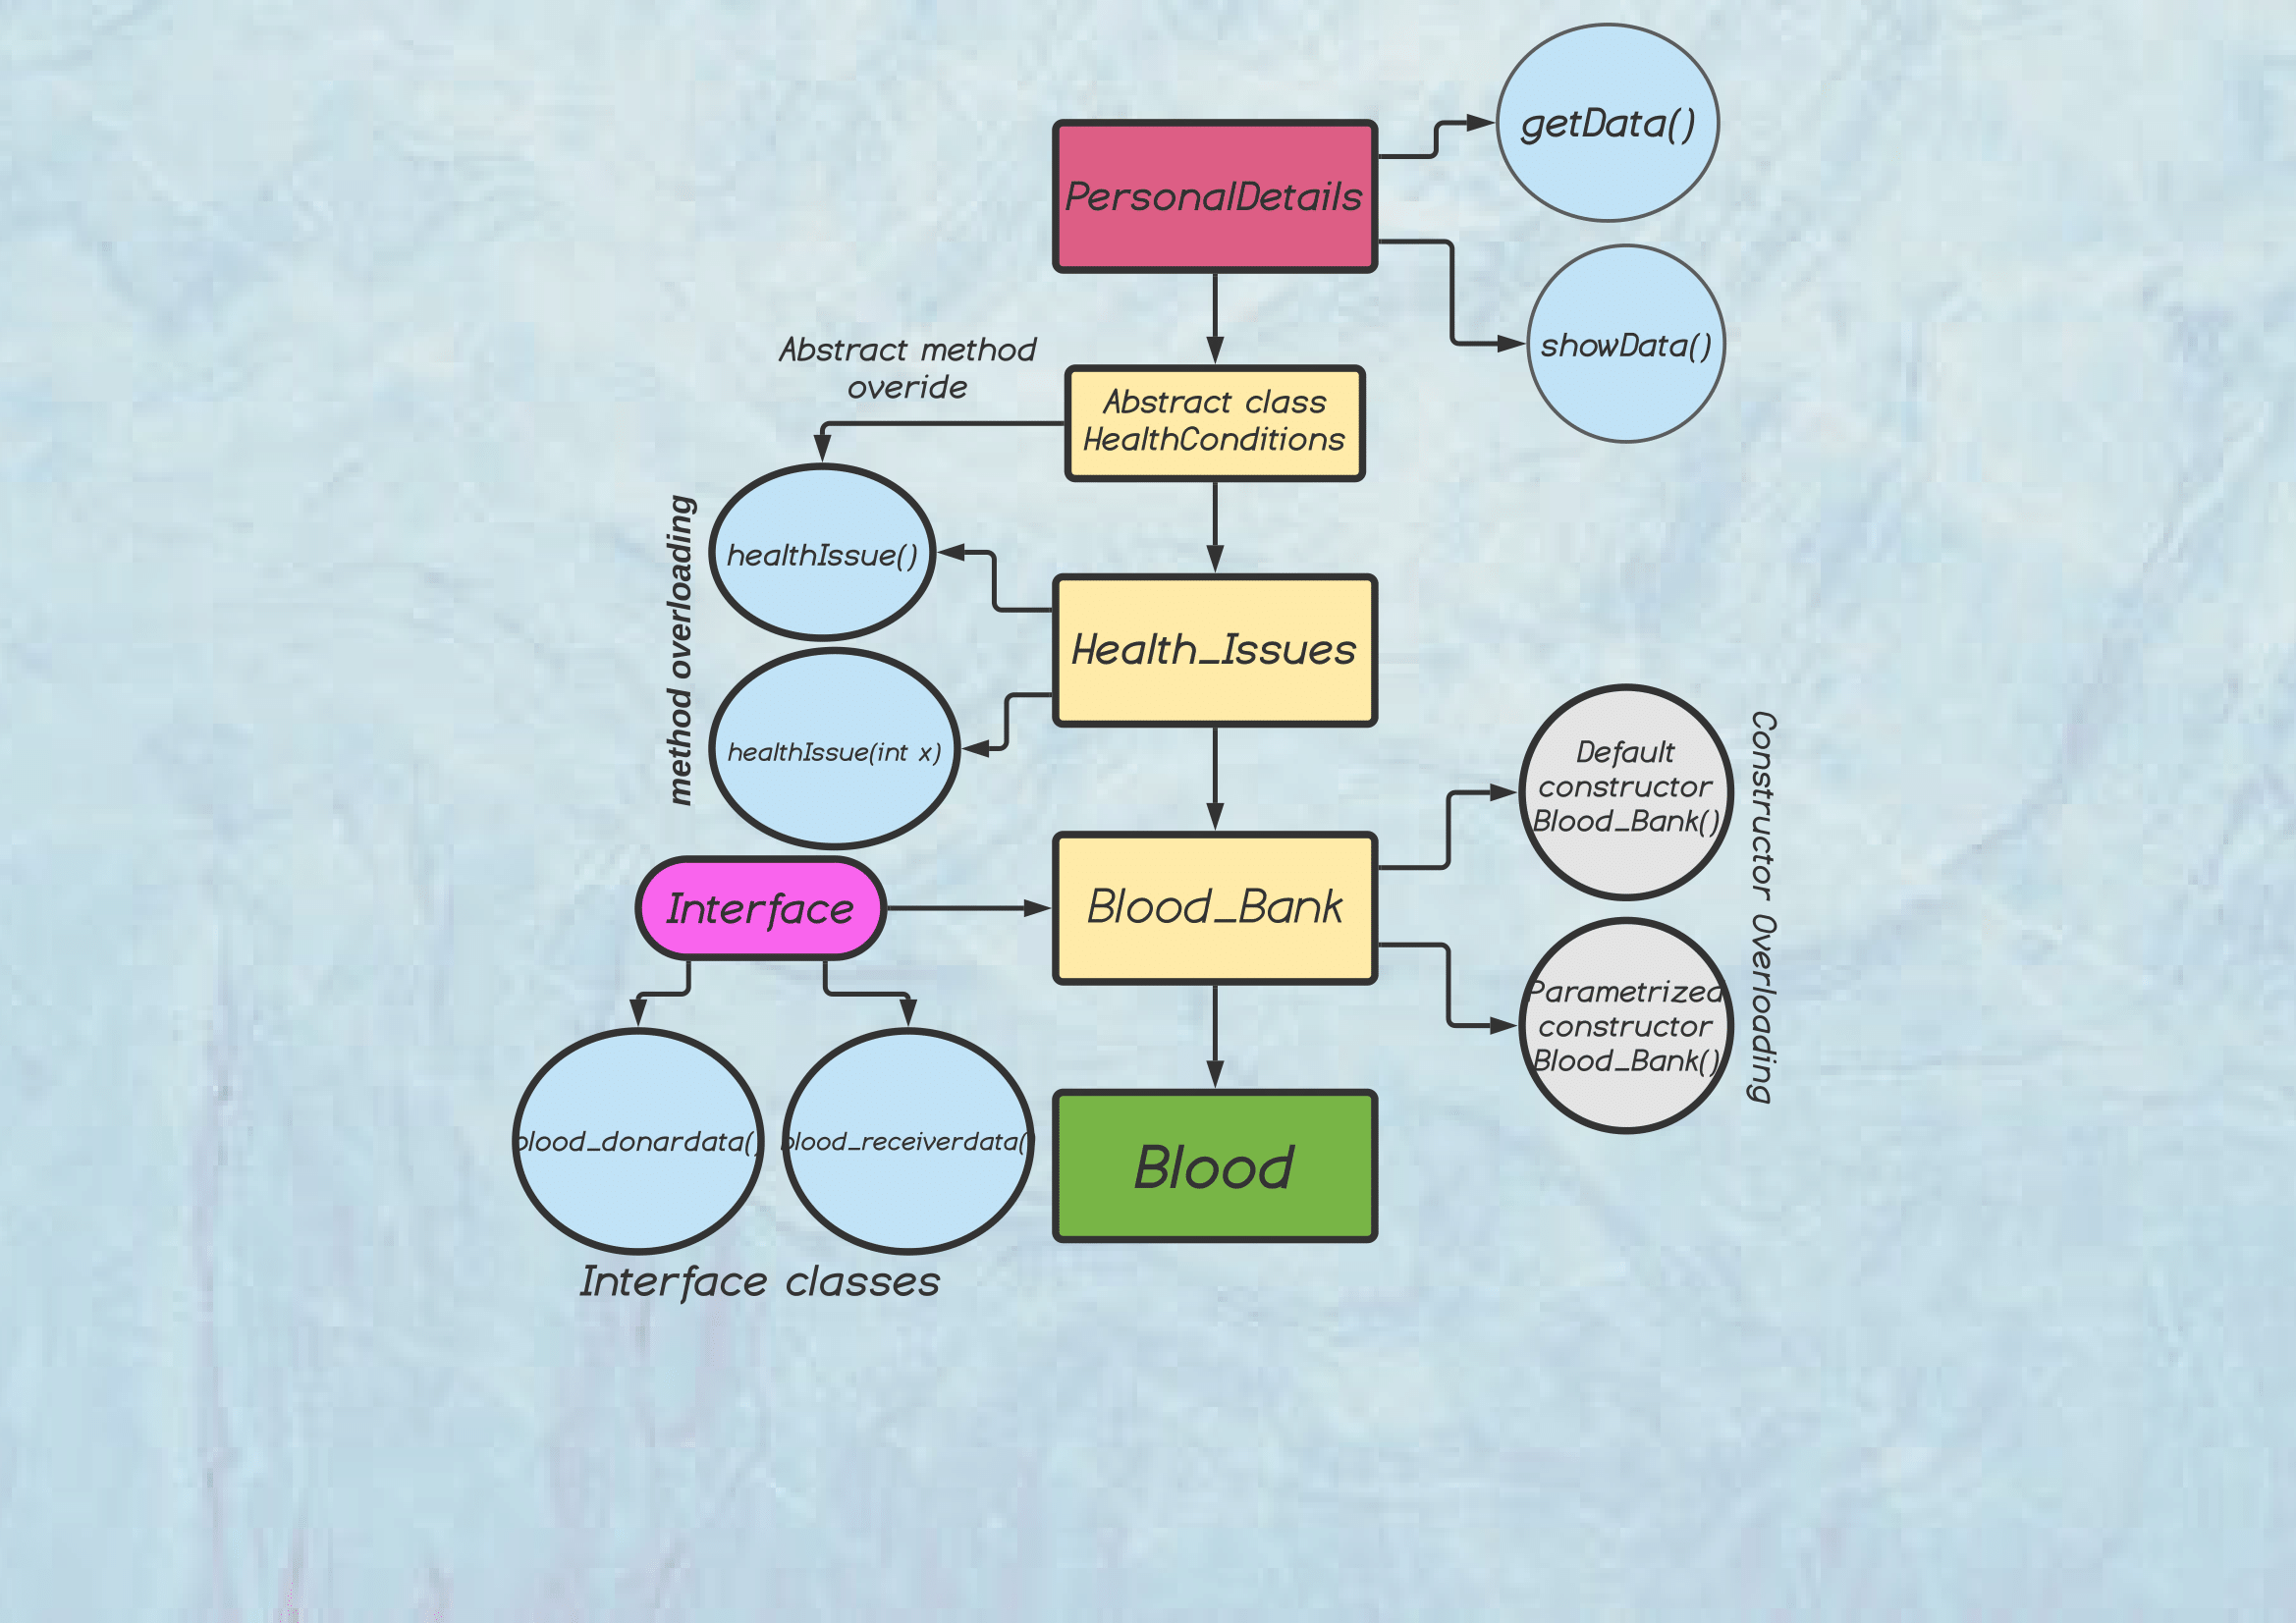 getData()
PersonalDetails
showData()
Abstract method
overide
Abstract class
HealthConditions
method overloading
healthIssue()
Health_Issues
healthIssue(int x)
Default
constructor
Blood_Bank()
Constructor Overloading
Interface
Blood_Bank
Parametrized
constructor
Blood_Bank()
blood_donardata()
blood_receiverdata()
Blood
Interface classes